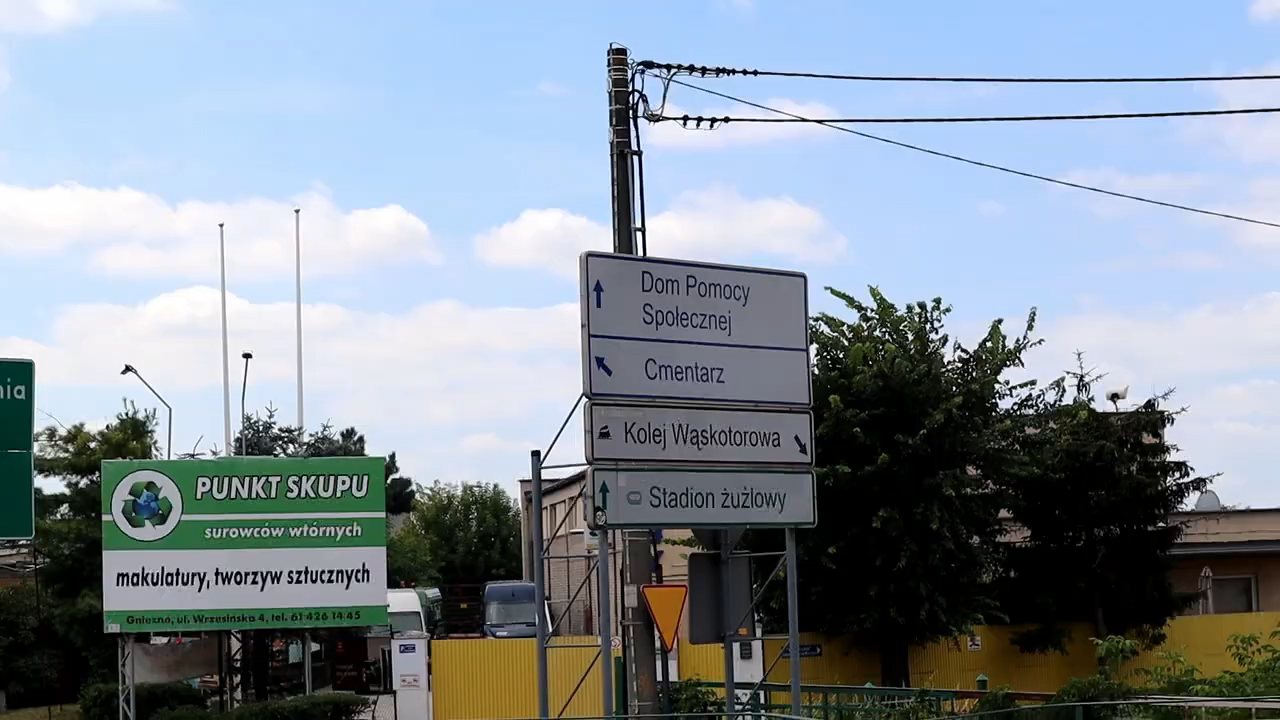 nia
Dom Pomocy
Społecznej
Cmentarz
Kolej Wąskotorowa
Stadion żużlowy
PUNKT SKUPU
surowców wtórnych
makulatury, tworzyw sztucznych
Gniezno, ul. Wrzesińska 4, tel. 61 426 14 45